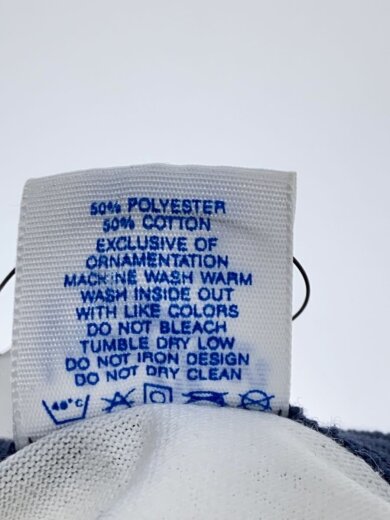 50% POLYESTER
50% COTTON
EXCLUSIVE OF
ORNAMENTATION
MACHINE WASH WARM
WASH INSIDE OUT
WITH LIKE COLORS
DO NOT BLEACH
TUMBLE DRY LOW
DO NOT IRON DESIGN
DO NOT DRY CLEAN
40°C